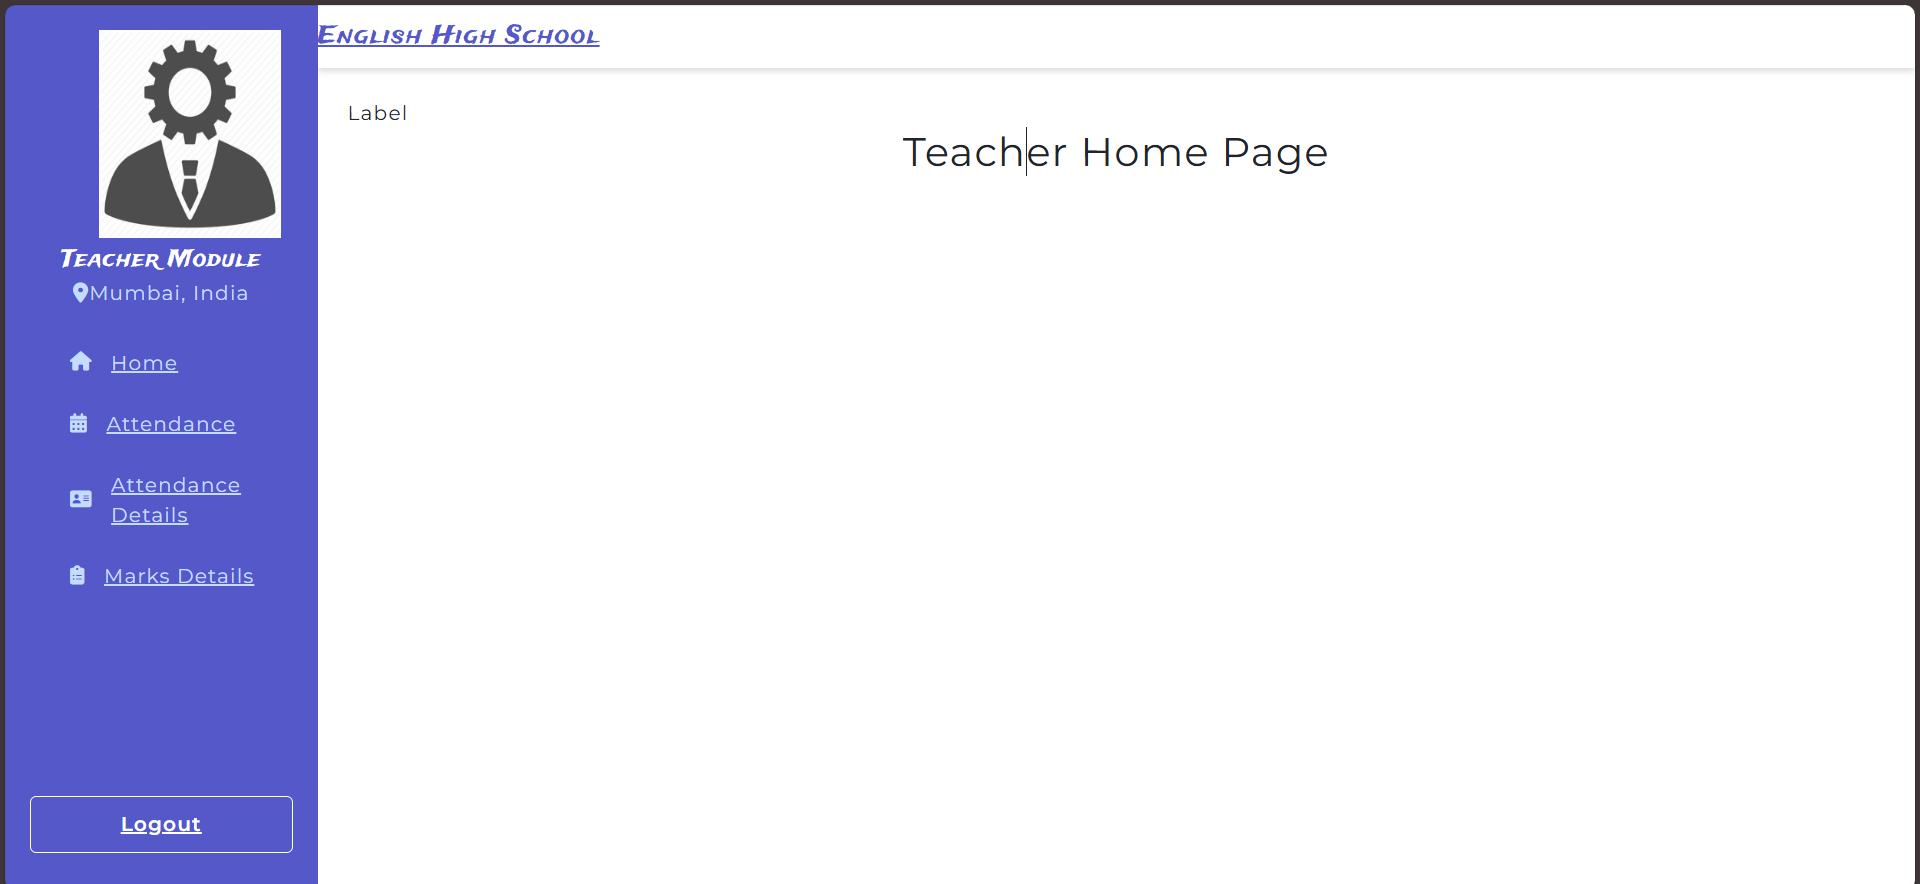 English High School
Label
Teacher Home Page
Teacher Module
Mumbai, India
Home
Attendance
Attendance
Details
Marks Details
Logout